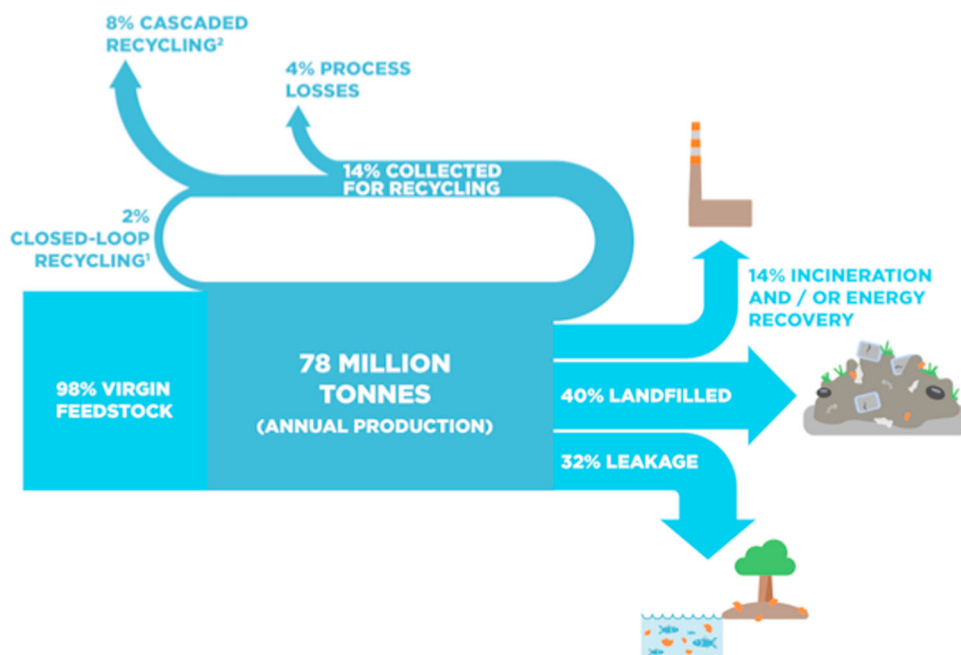 8% CASCADED
RECYCLING²
4% PROCESS
LOSSES
14% COLLECTED
FOR RECYCLING
2%
CLOSED-LOOP
RECYCLING¹
98% VIRGIN
FEEDSTOCK
78 MILLION
TONNES
(ANNUAL PRODUCTION)
14% INCINERATION
AND / OR ENERGY
RECOVERY
40% LANDFILLED
32% LEAKAGE